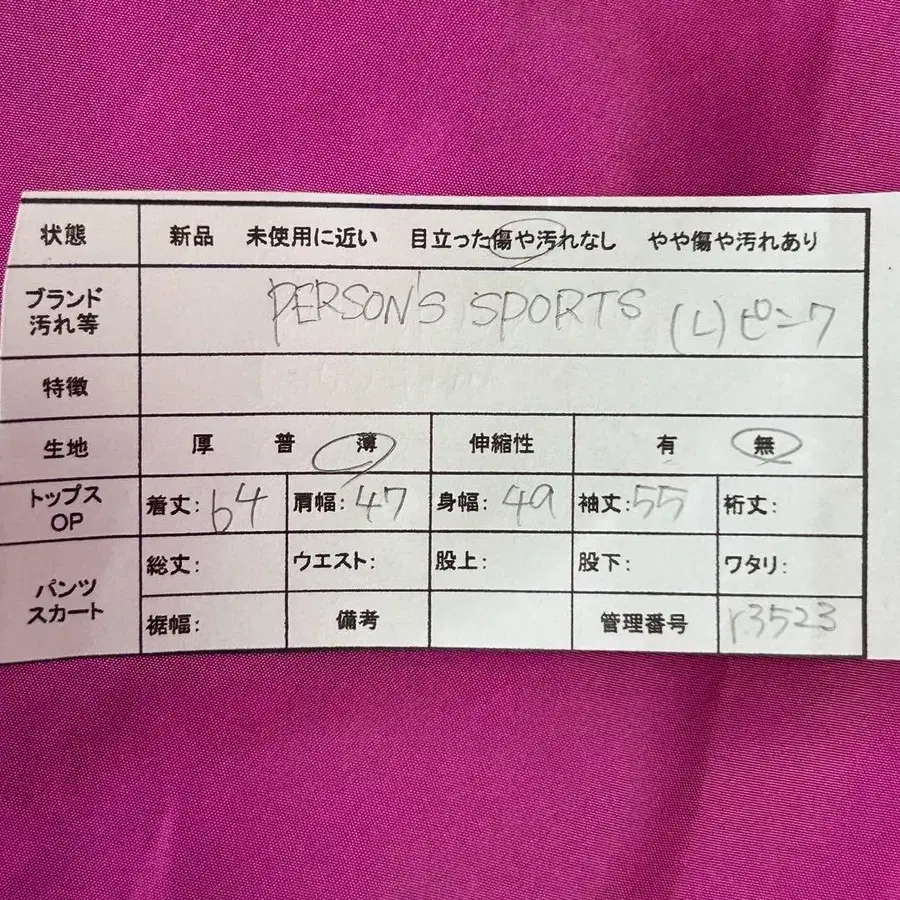 状態 新品 未使用に近い 目立った傷や汚れなし やや傷や汚れあり
ブランド
汚れ等 PERSON'S SPORTS (L) ピンク
特徴
生地 厚 普 薄 伸縮性 有 無
トップス
OP 着丈: 64 肩幅: 47 身幅: 49 袖丈: 55 裄丈:
パンツ
スカート 総丈: ウエスト: 股上: 股下: ワタリ:
裾幅: 備考 管理番号 r3523